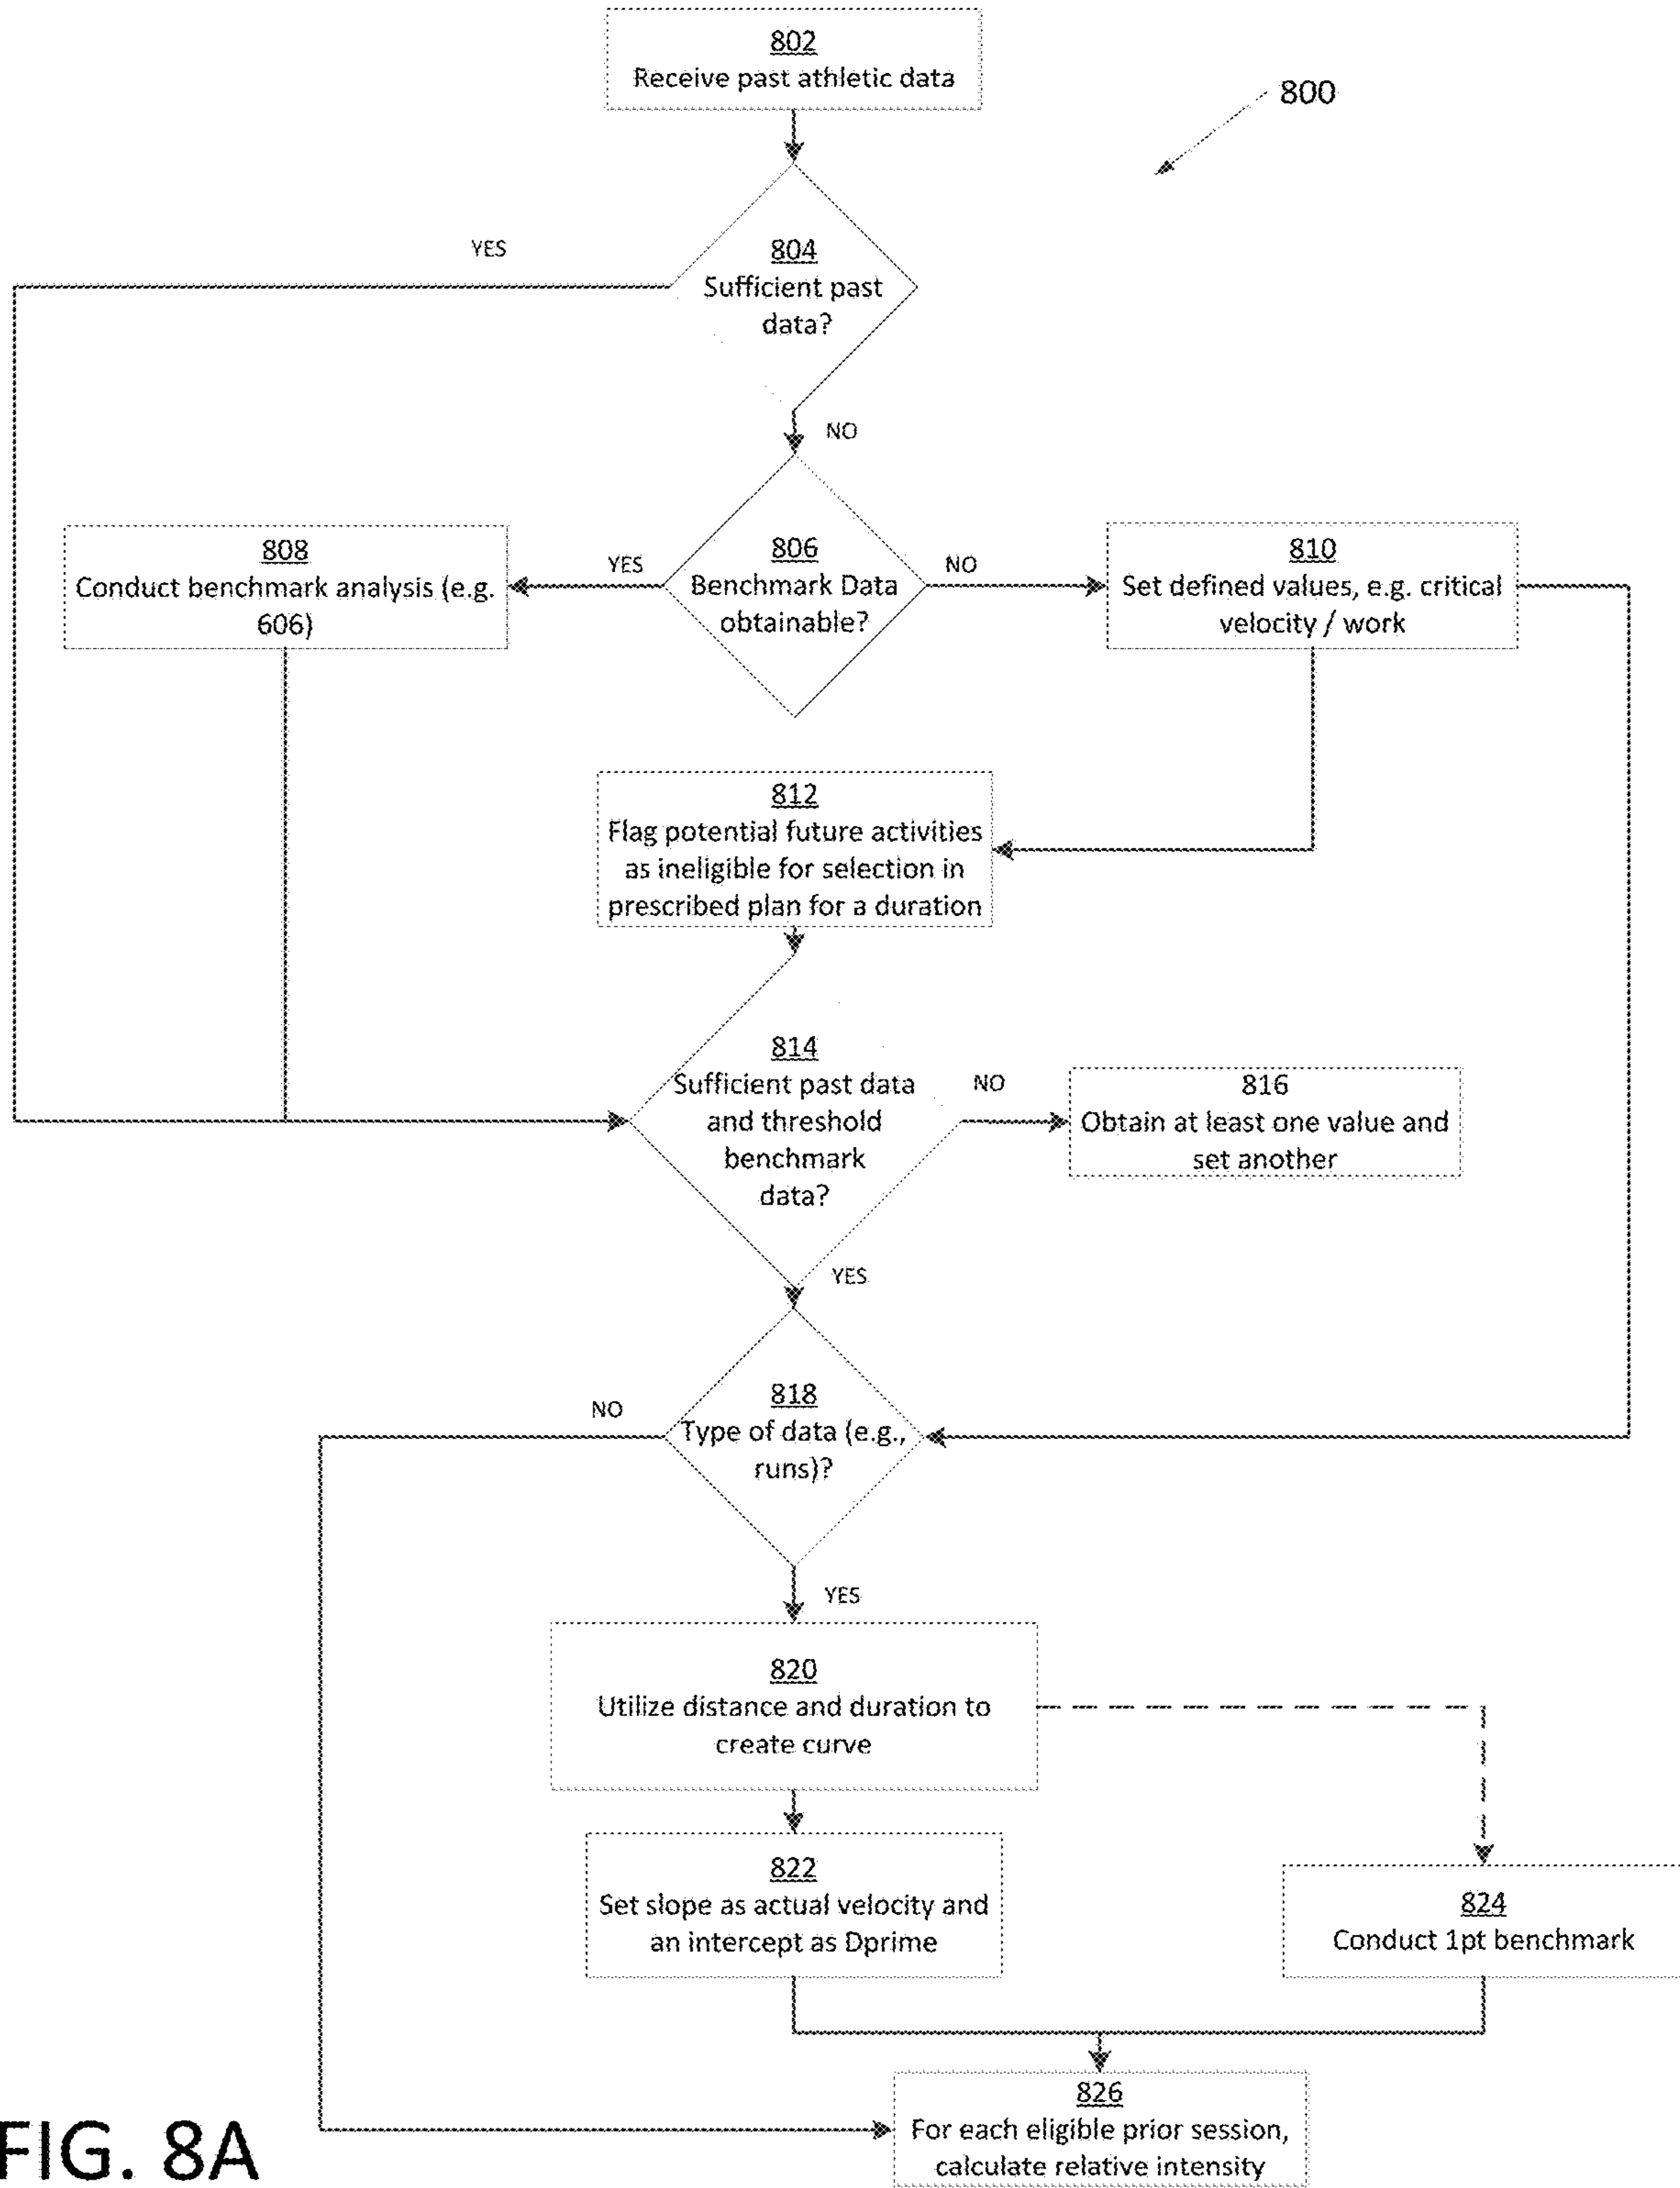 802
Receive past athletic data
800
YES
804
Sufficient past
data?
NO
808
Conduct benchmark analysis (e.g.
606)
YES
806
Benchmark Data
obtainable?
NO
810
Set defined values, e.g. critical
velocity / work
812
Flag potential future activities
as ineligible for selection in
prescribed plan for a duration
814
Sufficient past data
and threshold
benchmark
data?
NO
816
Obtain at least one value and
set another
YES
NO
818
Type of data (e.g.,
runs)?
YES
820
Utilize distance and duration to
create curve
822
Set slope as actual velocity and
an intercept as Dprime
824
Conduct 1pt benchmark
826
For each eligible prior session,
calculate relative intensity
FIG. 8A